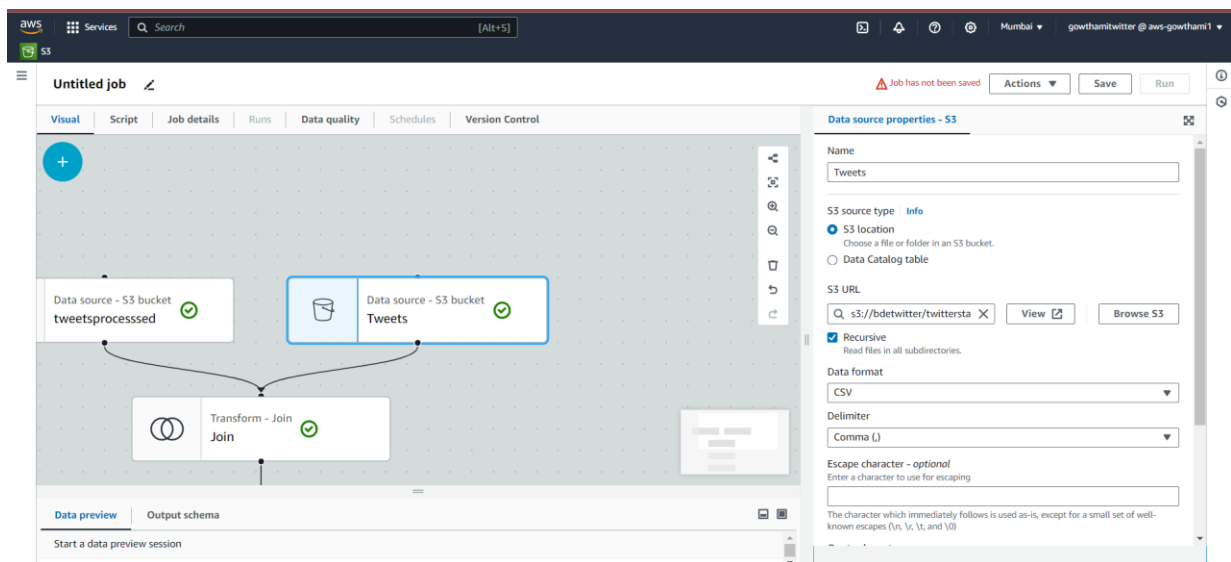 aws Services Search [Alt+S] Mumbai gowthamitwitter @ aws-gowthami1
S3
Untitled job Job has not been saved Actions Save Run
Visual Script Job details Runs Data quality Schedules Version Control
Data source - S3 bucket
tweetsprocesssed
Data source - S3 bucket
Tweets
Transform - Join
Join
Data preview Output schema
Start a data preview session
Data source properties - S3
Name
Tweets
S3 source type Info
S3 location
Choose a file or folder in an S3 bucket.
Data Catalog table
S3 URL
s3://bdetwitter/twittersta View Browse S3
Recursive
Read files in all subdirectories.
Data format
CSV
Delimiter
Comma (,)
Escape character - optional
Enter a character to use for escaping
The character which immediately follows is used as-is, except for a small set of well-
known escapes (\n, \r, \t, and \0)